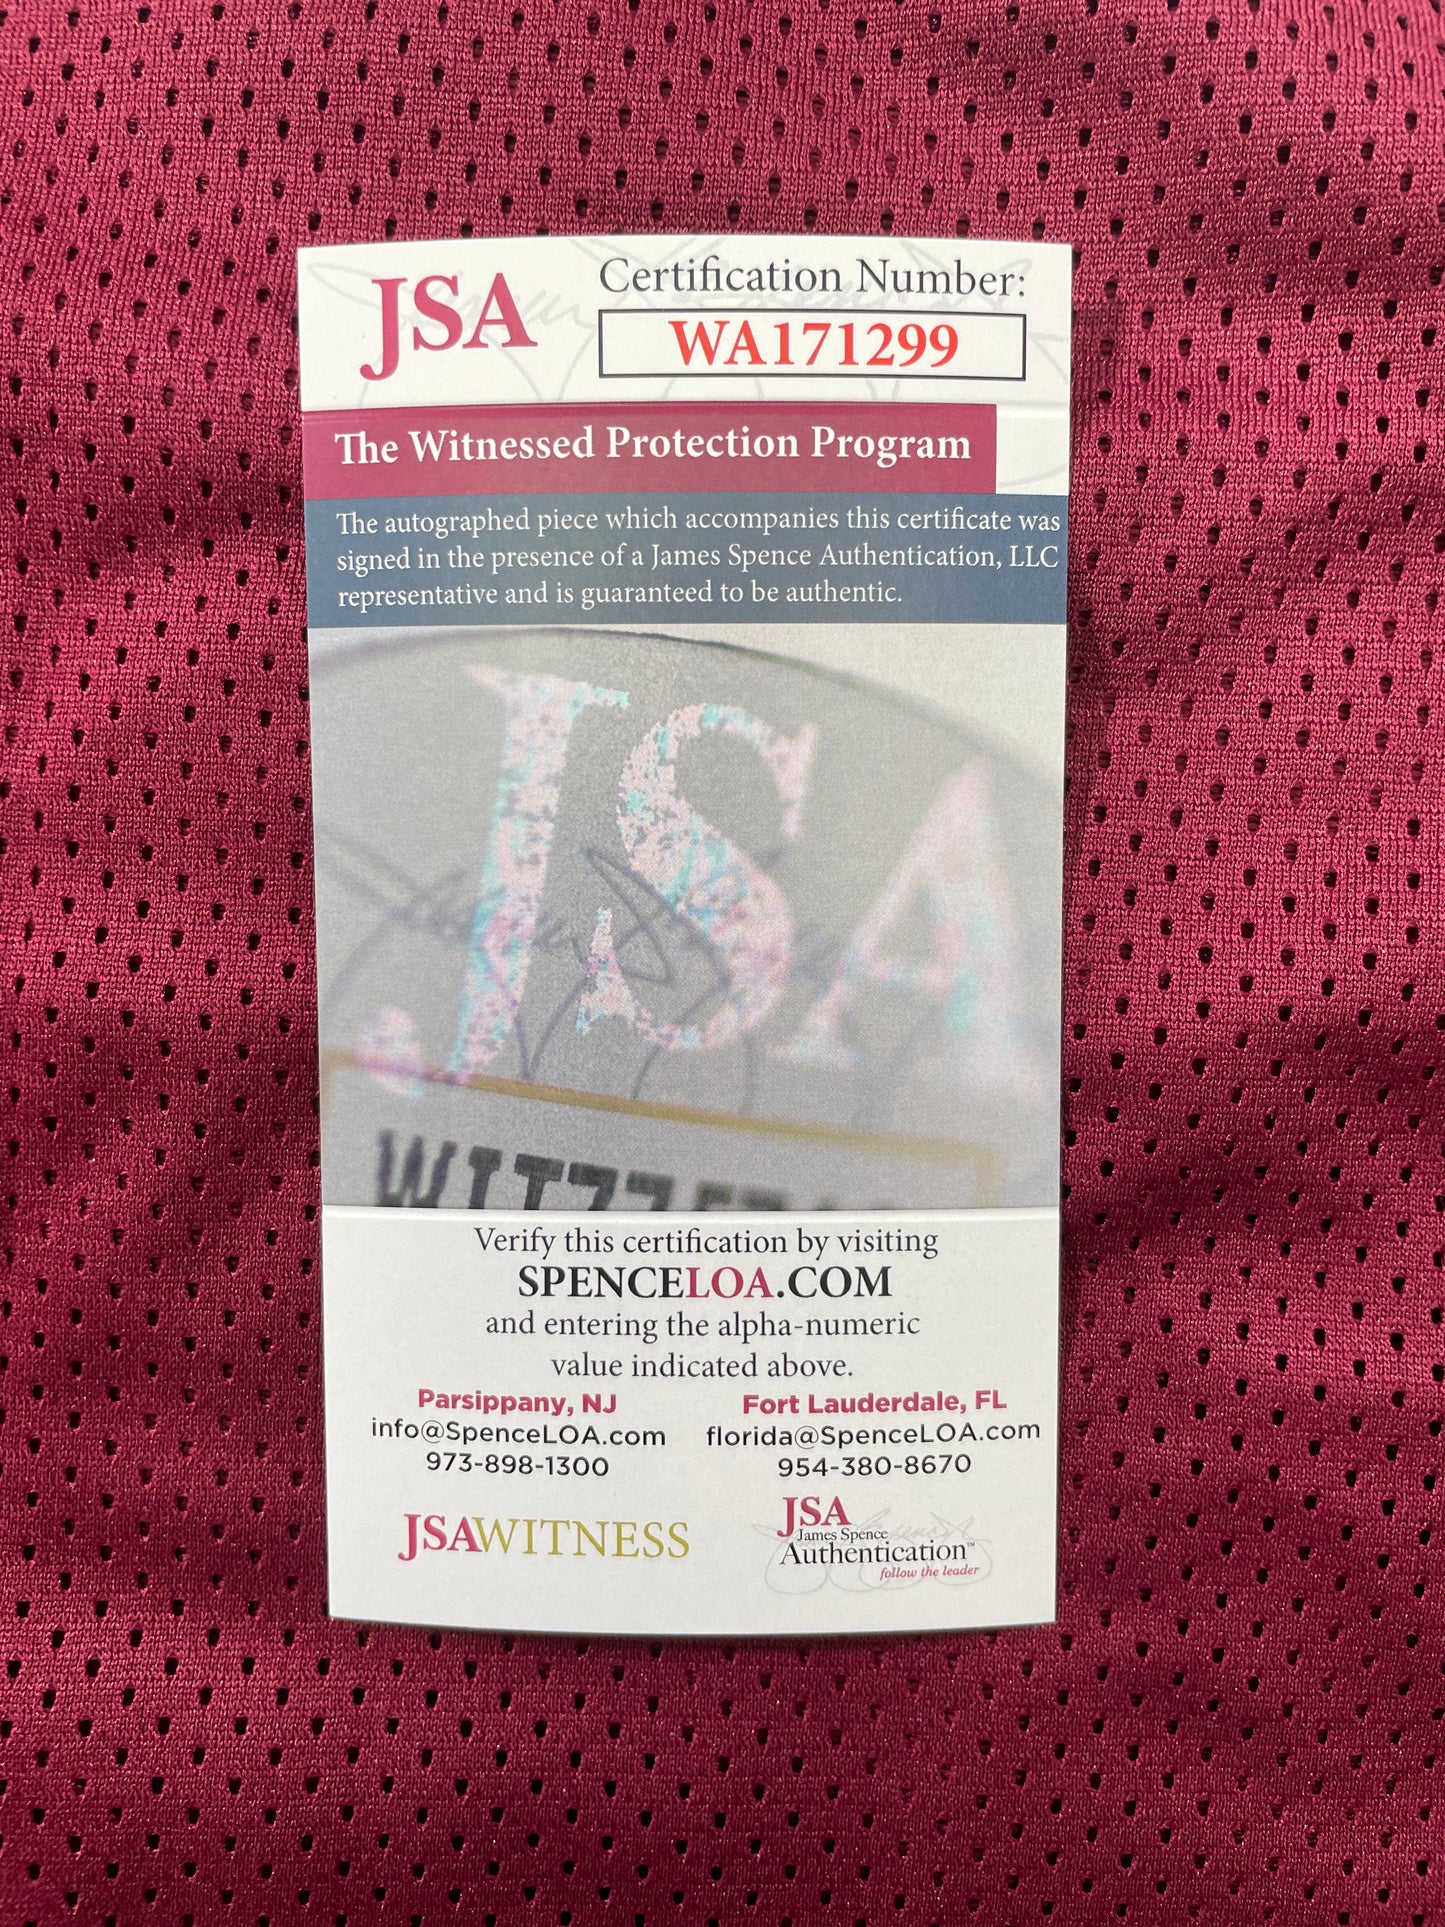 JSA
Certification Number:
WA171299
The Witnessed Protection Program
The autographed piece which accompanies this certificate was
signed in the presence of a James Spence Authentication, LLC
representative and is guaranteed to be authentic.
JSA
Verify this certification by visiting
SPENCELOA.COM
and entering the alpha-numeric
value indicated above.
Parsippany, NJ
info@SpenceLOA.com
973-898-1300
Fort Lauderdale, FL
florida@SpenceLOA.com
954-380-8670
JSAWITNESS
JSA
James Spence
Authentication™
follow the leader